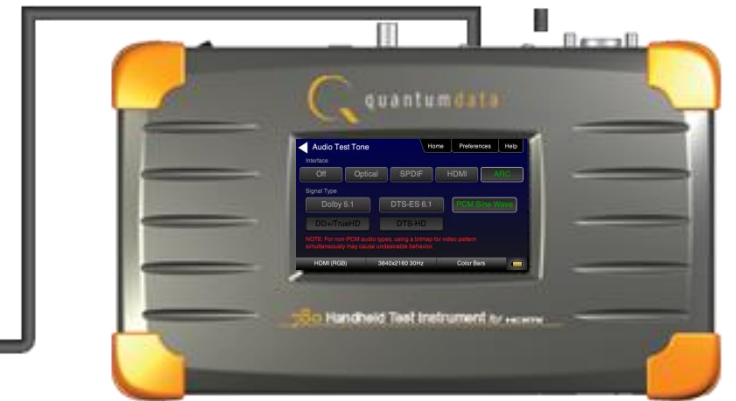 quantumdata
Audio Test Tone
Home
Preferences
Help
Interface
Off
Optical
SPDIF
HDMI
ARC
Signal Type
Dolby 5.1
DTS-ES 6.1
PCM Sine Wave
DD+/TrueHD
DTS-HD
NOTE: For non-PCM audio types, using a bitmap for video pattern
simultaneously may cause undesirable behavior.
HDMI (RGB)
3840x2160 30Hz
Color Bars
780 Handheld Test Instrument for HDMI